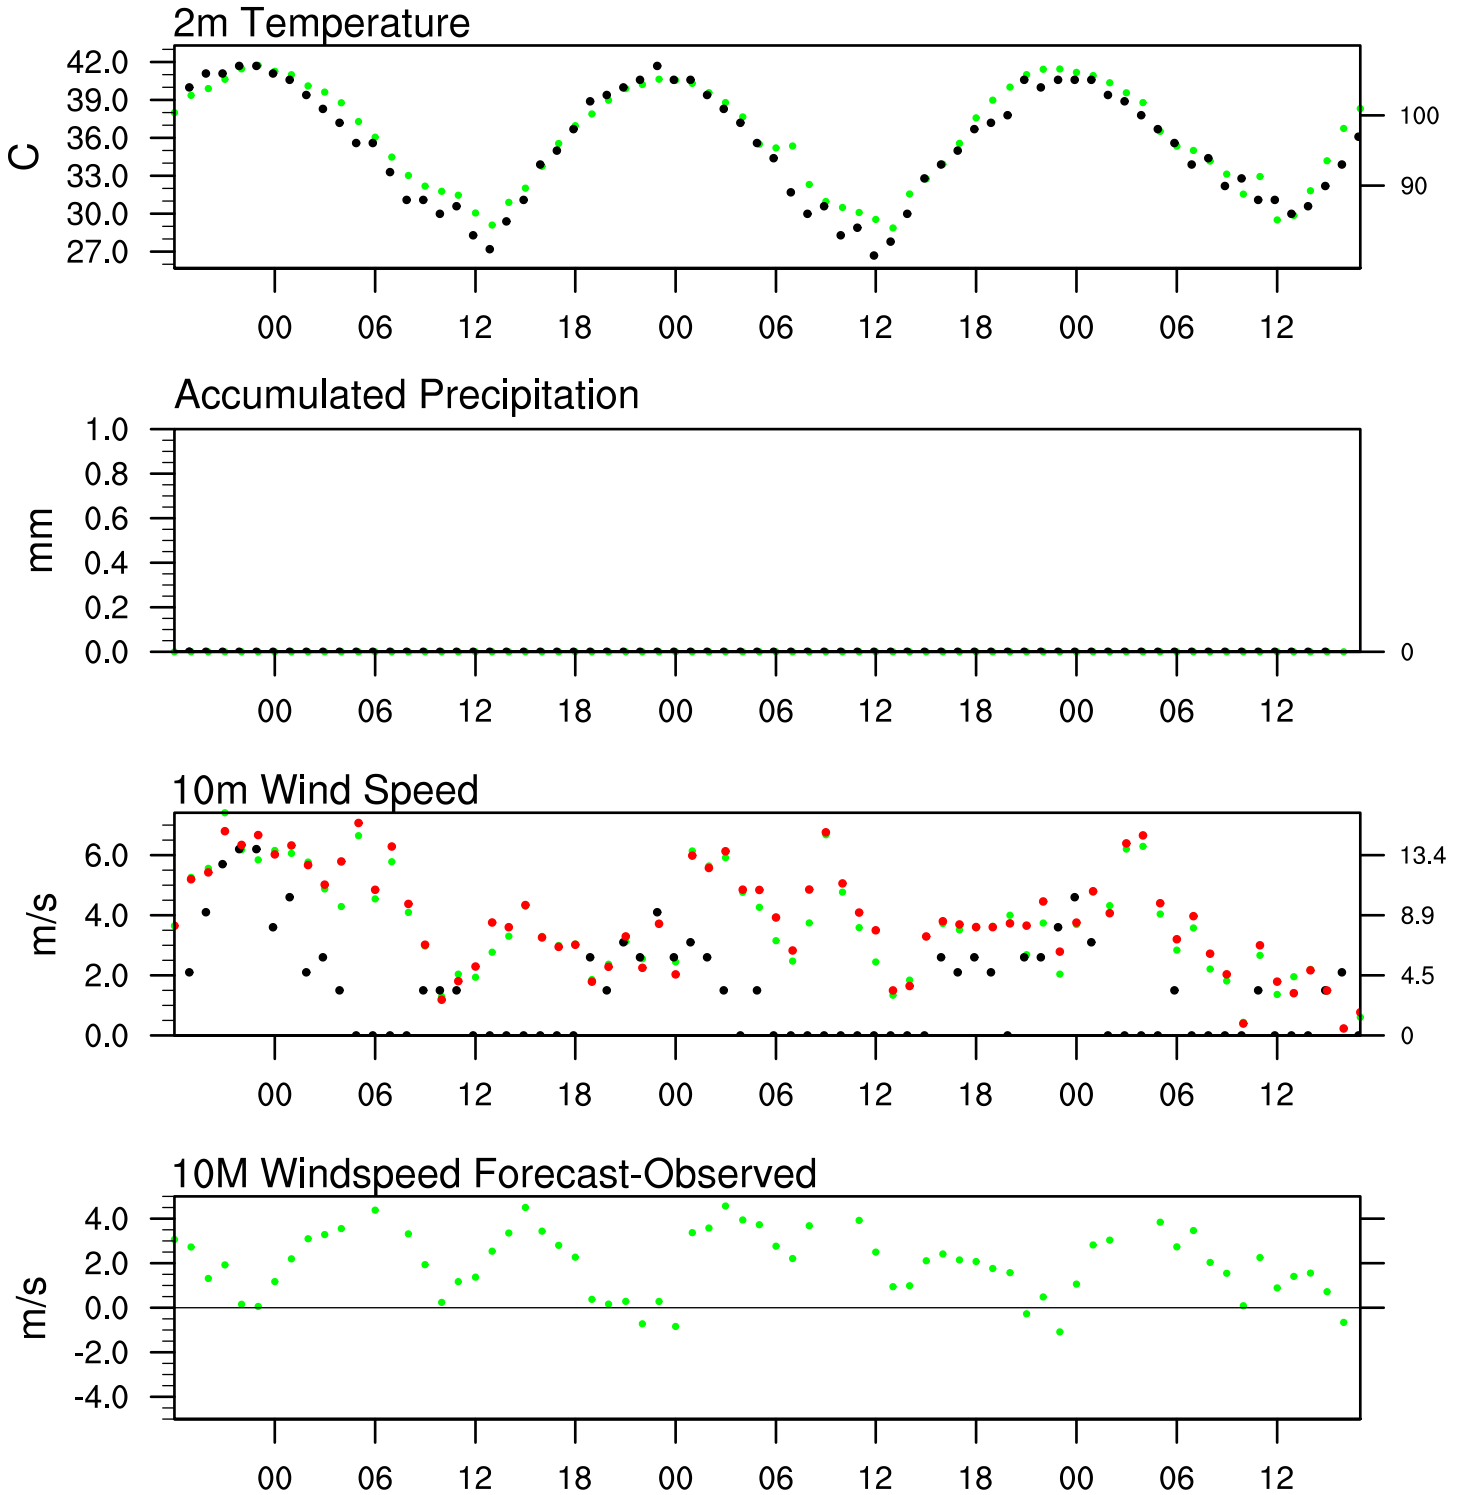 2m Temperature
42.0
39.0
36.0
33.0
30.0
27.0
C
100
90
00 06 12 18 00 06 12 18 00 06 12
Accumulated Precipitation
1.0
0.8
0.6
0.4
0.2
0.0
mm
0
00 06 12 18 00 06 12 18 00 06 12
10m Wind Speed
6.0
4.0
2.0
0.0
m/s
13.4
8.9
4.5
0
00 06 12 18 00 06 12 18 00 06 12
10M Windspeed Forecast-Observed
4.0
2.0
0.0
-2.0
-4.0
m/s
00 06 12 18 00 06 12 18 00 06 12